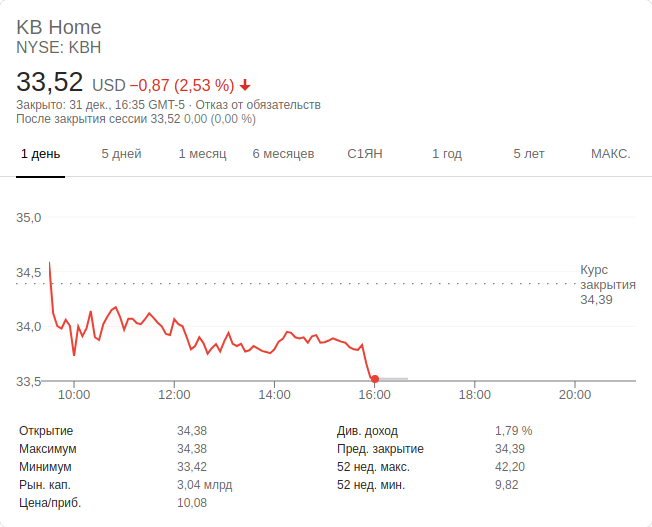 KB Home
NYSE: KBH
33,52 USD −0,87 (2,53 %)
Закрыто: 31 дек., 16:35 GMT-5 · Отказ от обязательств
После закрытия сессии 33,52 0,00 (0,00 %)
1 день 5 дней 1 месяц 6 месяцев С1ЯН 1 год 5 лет МАКС.
35,0
34,5
34,0
33,5
Курс
закрытия
34,39
10:00 12:00 14:00 16:00 18:00 20:00
Открытие 34,38
Максимум 34,38
Минимум 33,42
Рын. кап. 3,04 млрд
Цена/приб. 10,08
Див. доход 1,79 %
Пред. закрытие 34,39
52 нед. макс. 42,20
52 нед. мин. 9,82